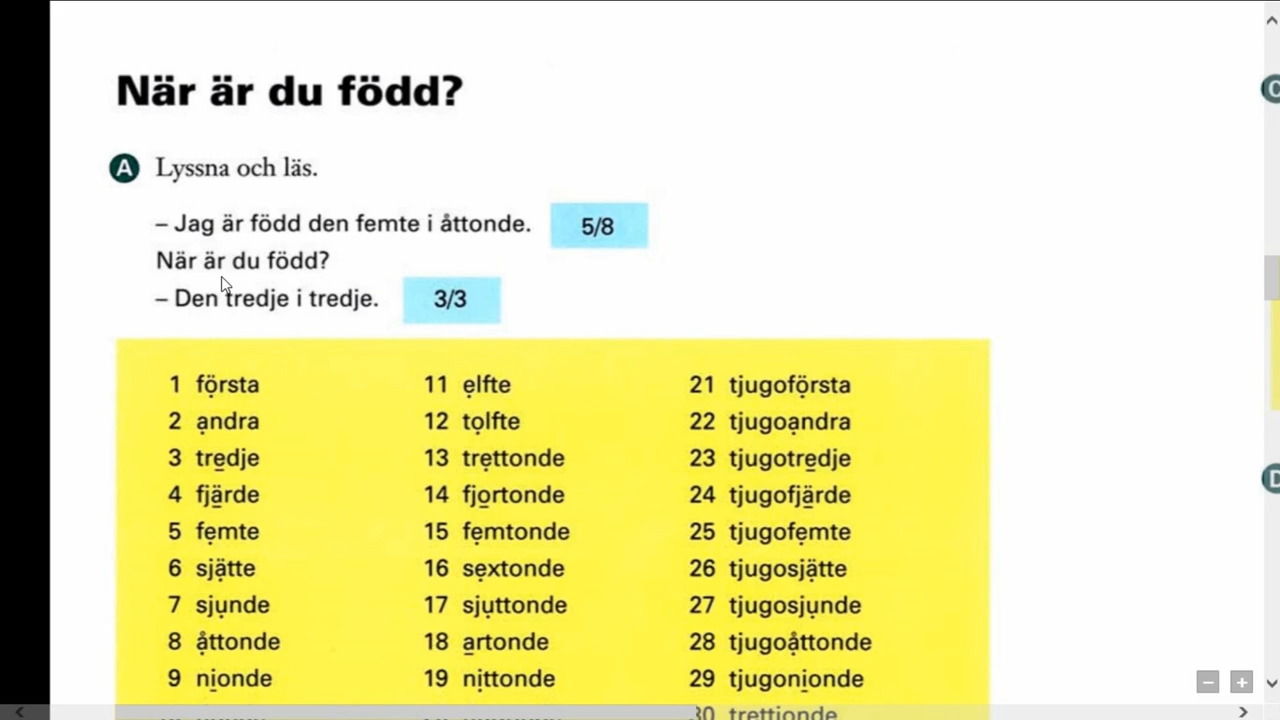 När är du född?
A Lyssna och läs.
– Jag är född den femte i åttonde. 5/8
När är du född?
– Den tredje i tredje. 3/3
1 första
2 andra
3 tredje
4 fjärde
5 femte
6 sjätte
7 sjunde
8 åttonde
9 nionde
11 elfte
12 tolfte
13 trettonde
14 fjortonde
15 femtonde
16 sextonde
17 sjuttonde
18 artonde
19 nittonde
21 tjugoförsta
22 tjugoandra
23 tjugotredje
24 tjugofjärde
25 tjugofemte
26 tjugosjätte
27 tjugosjunde
28 tjugoåttonde
29 tjugonionde
30 trettionde
C
D